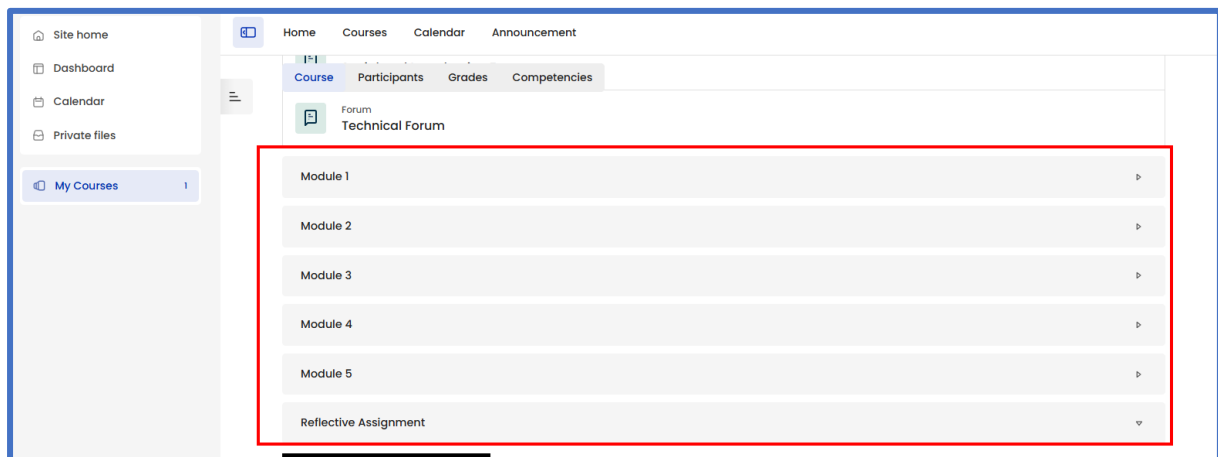 Site home
Dashboard
Calendar
Private files
My Courses 1
Home Courses Calendar Announcement
Course Participants Grades Competencies
Forum
Technical Forum
Module 1
Module 2
Module 3
Module 4
Module 5
Reflective Assignment